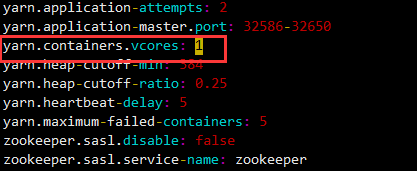 yarn.application-attempts: 2
yarn.application-master.port: 32586-32650
yarn.containers.vcores: 1
yarn.heap-cutoff-min: 384
yarn.heap-cutoff-ratio: 0.25
yarn.heartbeat-delay: 5
yarn.maximum-failed-containers: 5
zookeeper.sasl.disable: false
zookeeper.sasl.service-name: zookeeper